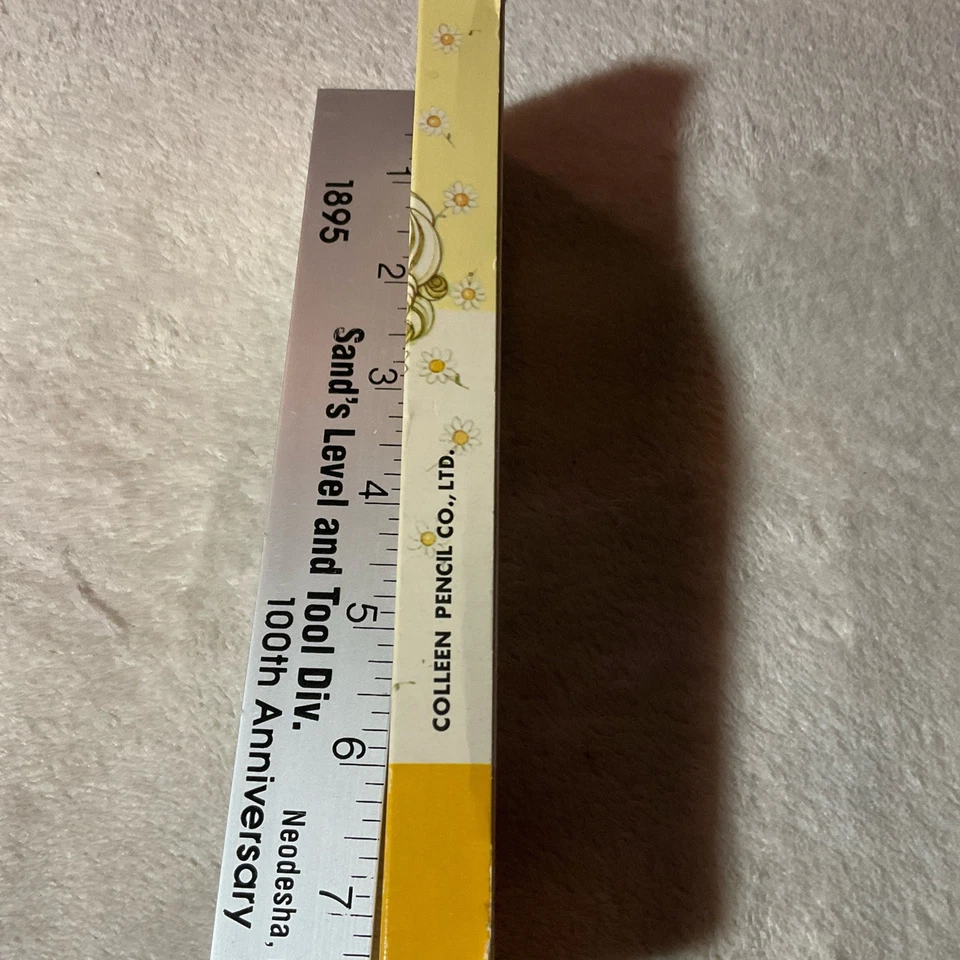 1895
Sand's Level and Tool Div.
100th Anniversary
Neodesha,
1
2
3
4
5
6
7
COLLEEN PENCIL CO., LTD.